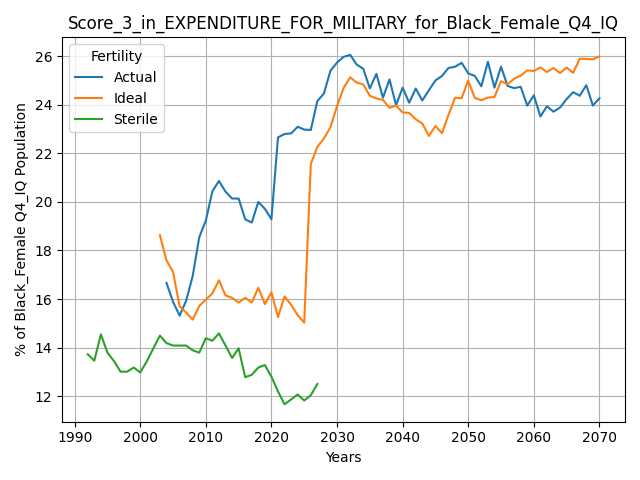 Score_3_in_EXPENDITURE_FOR_MILITARY_for_Black_Female_Q4_IQ
Fertility
Actual
Ideal
Sterile
% of Black_Female Q4_IQ Population
26
24
22
20
18
16
14
12
1990 2000 2010 2020 2030 2040 2050 2060 2070
Years